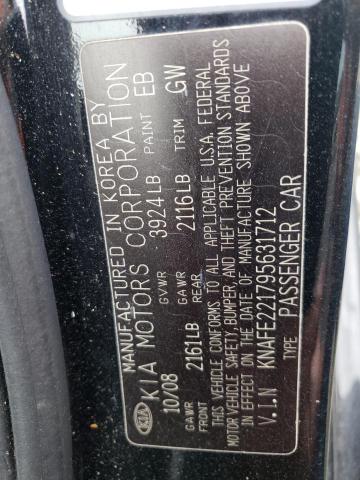 MANUFACTURED IN KOREA BY
KIA KIA MOTORS CORPORATION
10/08 GVWR 3924LB PAINT EB
GAWR FRONT 2161LB GAWR REAR 2116LB TRIM GW
THIS VEHICLE CONFORMS TO ALL APPLICABLE U.S.A. FEDERAL
MOTOR VEHICLE SAFETY, BUMPER, AND THEFT PREVENTION STANDARDS
IN EFFECT ON THE DATE OF MANUFACTURE SHOWN ABOVE
V.I.N KNAFE221795631712
TYPE PASSENGER CAR